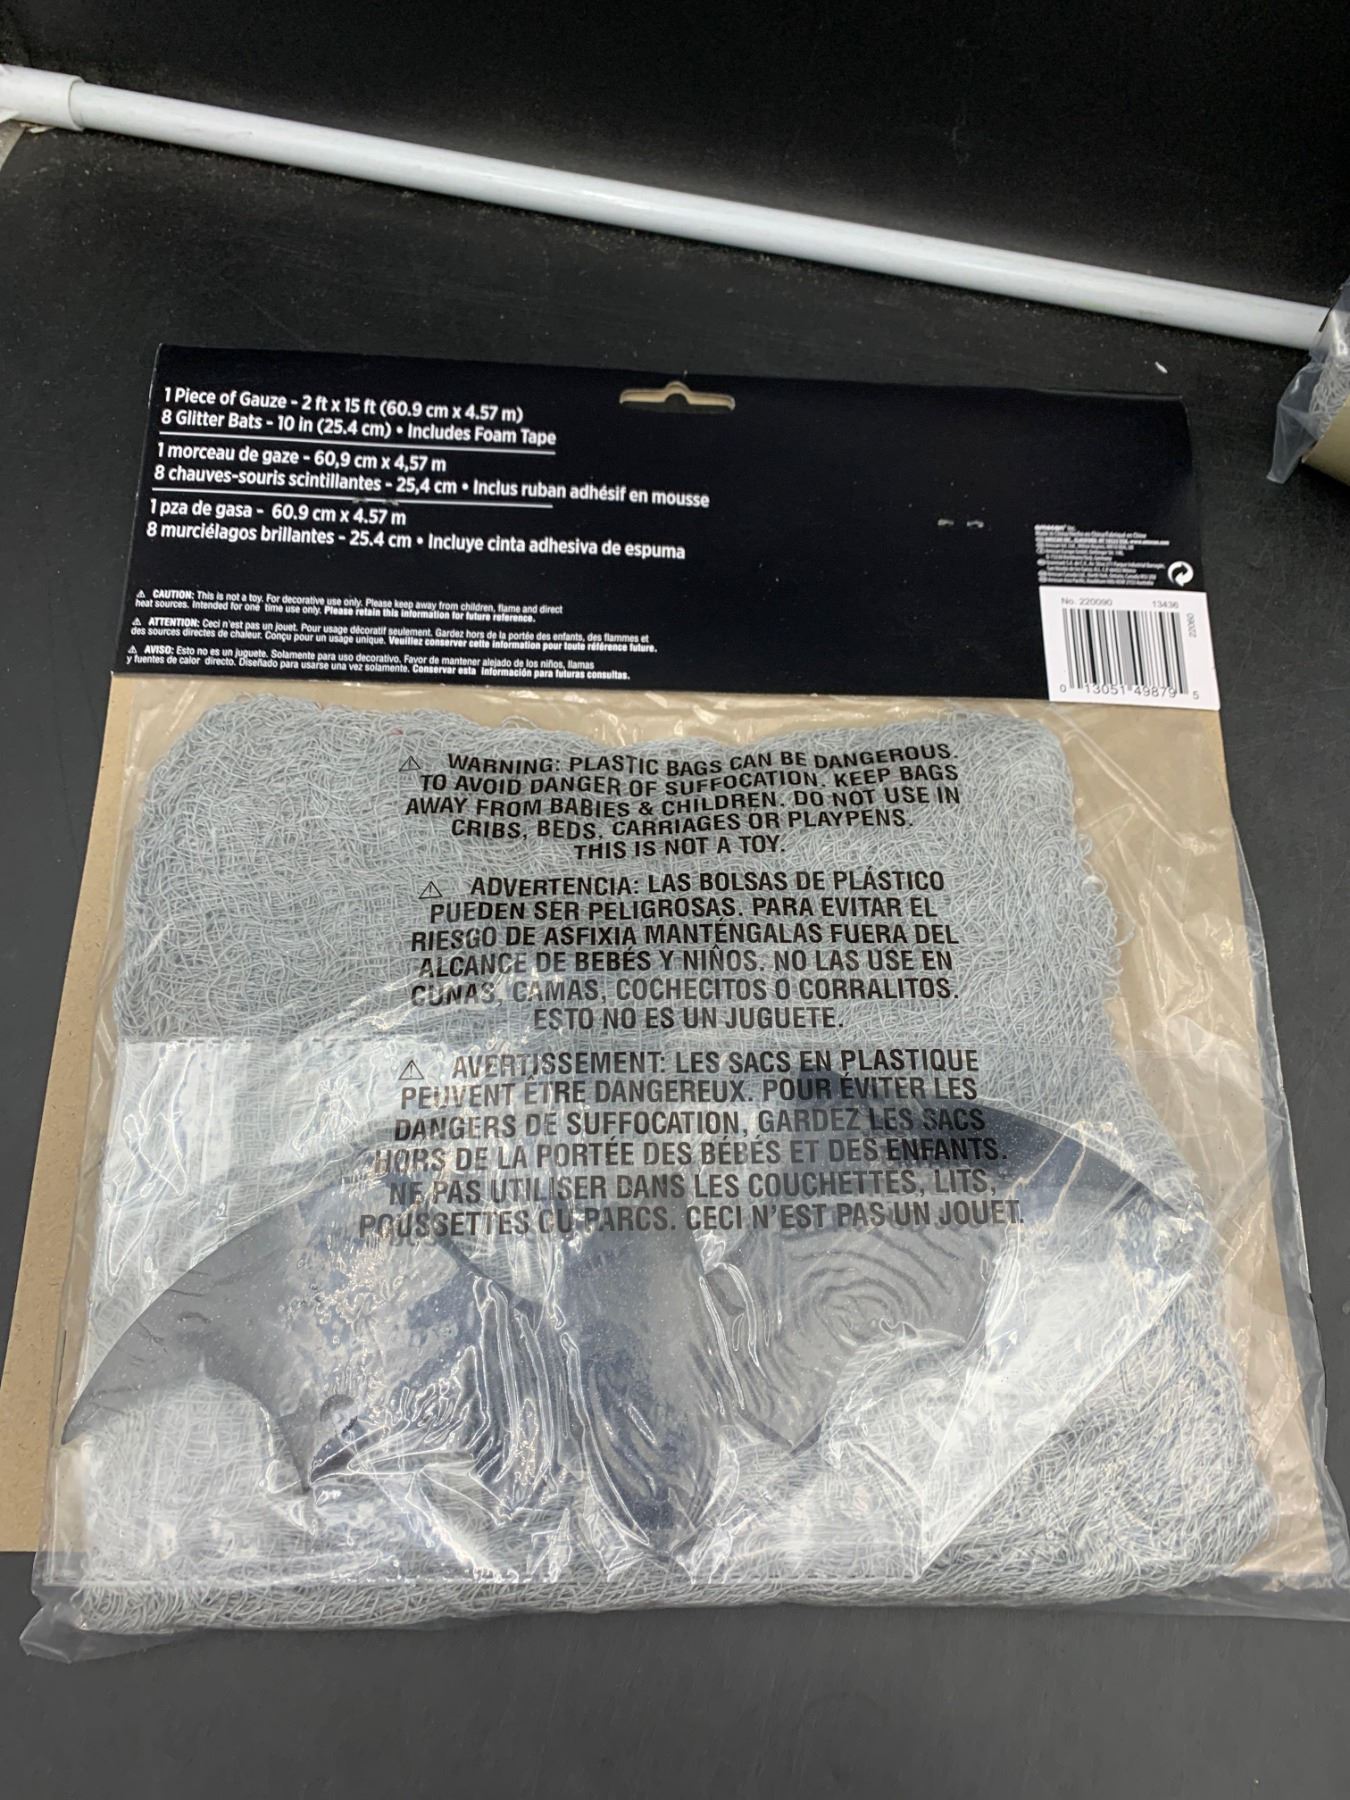 1 Piece of Gauze - 2 ft x 15 ft (60.9 cm x 4.57 m)
8 Glitter Bats - 10 in (25.4 cm) • Includes Foam Tape
1 morceau de gaze - 60,9 cm x 4,57 m
8 chauves-souris scintillantes - 25,4 cm • Inclus ruban adhésif en mousse
1 pza de gasa - 60.9 cm x 4.57 m
8 murciélagos brillantes - 25.4 cm • Incluye cinta adhesiva de espuma
⚠ CAUTION: This is not a toy. For decorative use only. Please keep away from children, flame and direct
heat sources. Intended for one time use only. Please retain this information for future reference.
⚠ ATTENTION: Ceci n'est pas un jouet. Pour usage décoratif seulement. Gardez hors de la portée des enfants, des flammes et
des sources directes de chaleur. Conçu pour un usage unique. Veuillez conserver cette information pour toute référence future.
⚠ AVISO: Esto no es un juguete. Solamente para uso decorativo. Favor de mantener alejado de los niños, llamas
y fuentes de calor directo. Diseñado para usarse una vez solamente. Conservar esta información para futuras consultas.
No. 220090 13436
09002
0 13051 49879 5
⚠ WARNING: PLASTIC BAGS CAN BE DANGEROUS.
TO AVOID DANGER OF SUFFOCATION. KEEP BAGS
AWAY FROM BABIES & CHILDREN. DO NOT USE IN
CRIBS, BEDS, CARRIAGES OR PLAYPENS.
THIS IS NOT A TOY.
⚠ ADVERTENCIA: LAS BOLSAS DE PLÁSTICO
PUEDEN SER PELIGROSAS. PARA EVITAR EL
RIESGO DE ASFIXIA MANTÉNGALAS FUERA DEL
ALCANCE DE BEBÉS Y NIÑOS. NO LAS USE EN
CUNAS, CAMAS, COCHECITOS O CORRALITOS.
ESTO NO ES UN JUGUETE.
⚠ AVERTISSEMENT: LES SACS EN PLASTIQUE
PEUVENT ÊTRE DANGEREUX. POUR ÉVITER LES
DANGERS DE SUFFOCATION, GARDEZ LES SACS
HORS DE LA PORTÉE DES BÉBÉS ET DES ENFANTS.
NE PAS UTILISER DANS LES COUCHETTES, LITS,
POUSSETTES OU PARCS. CECI N'EST PAS UN JOUET.